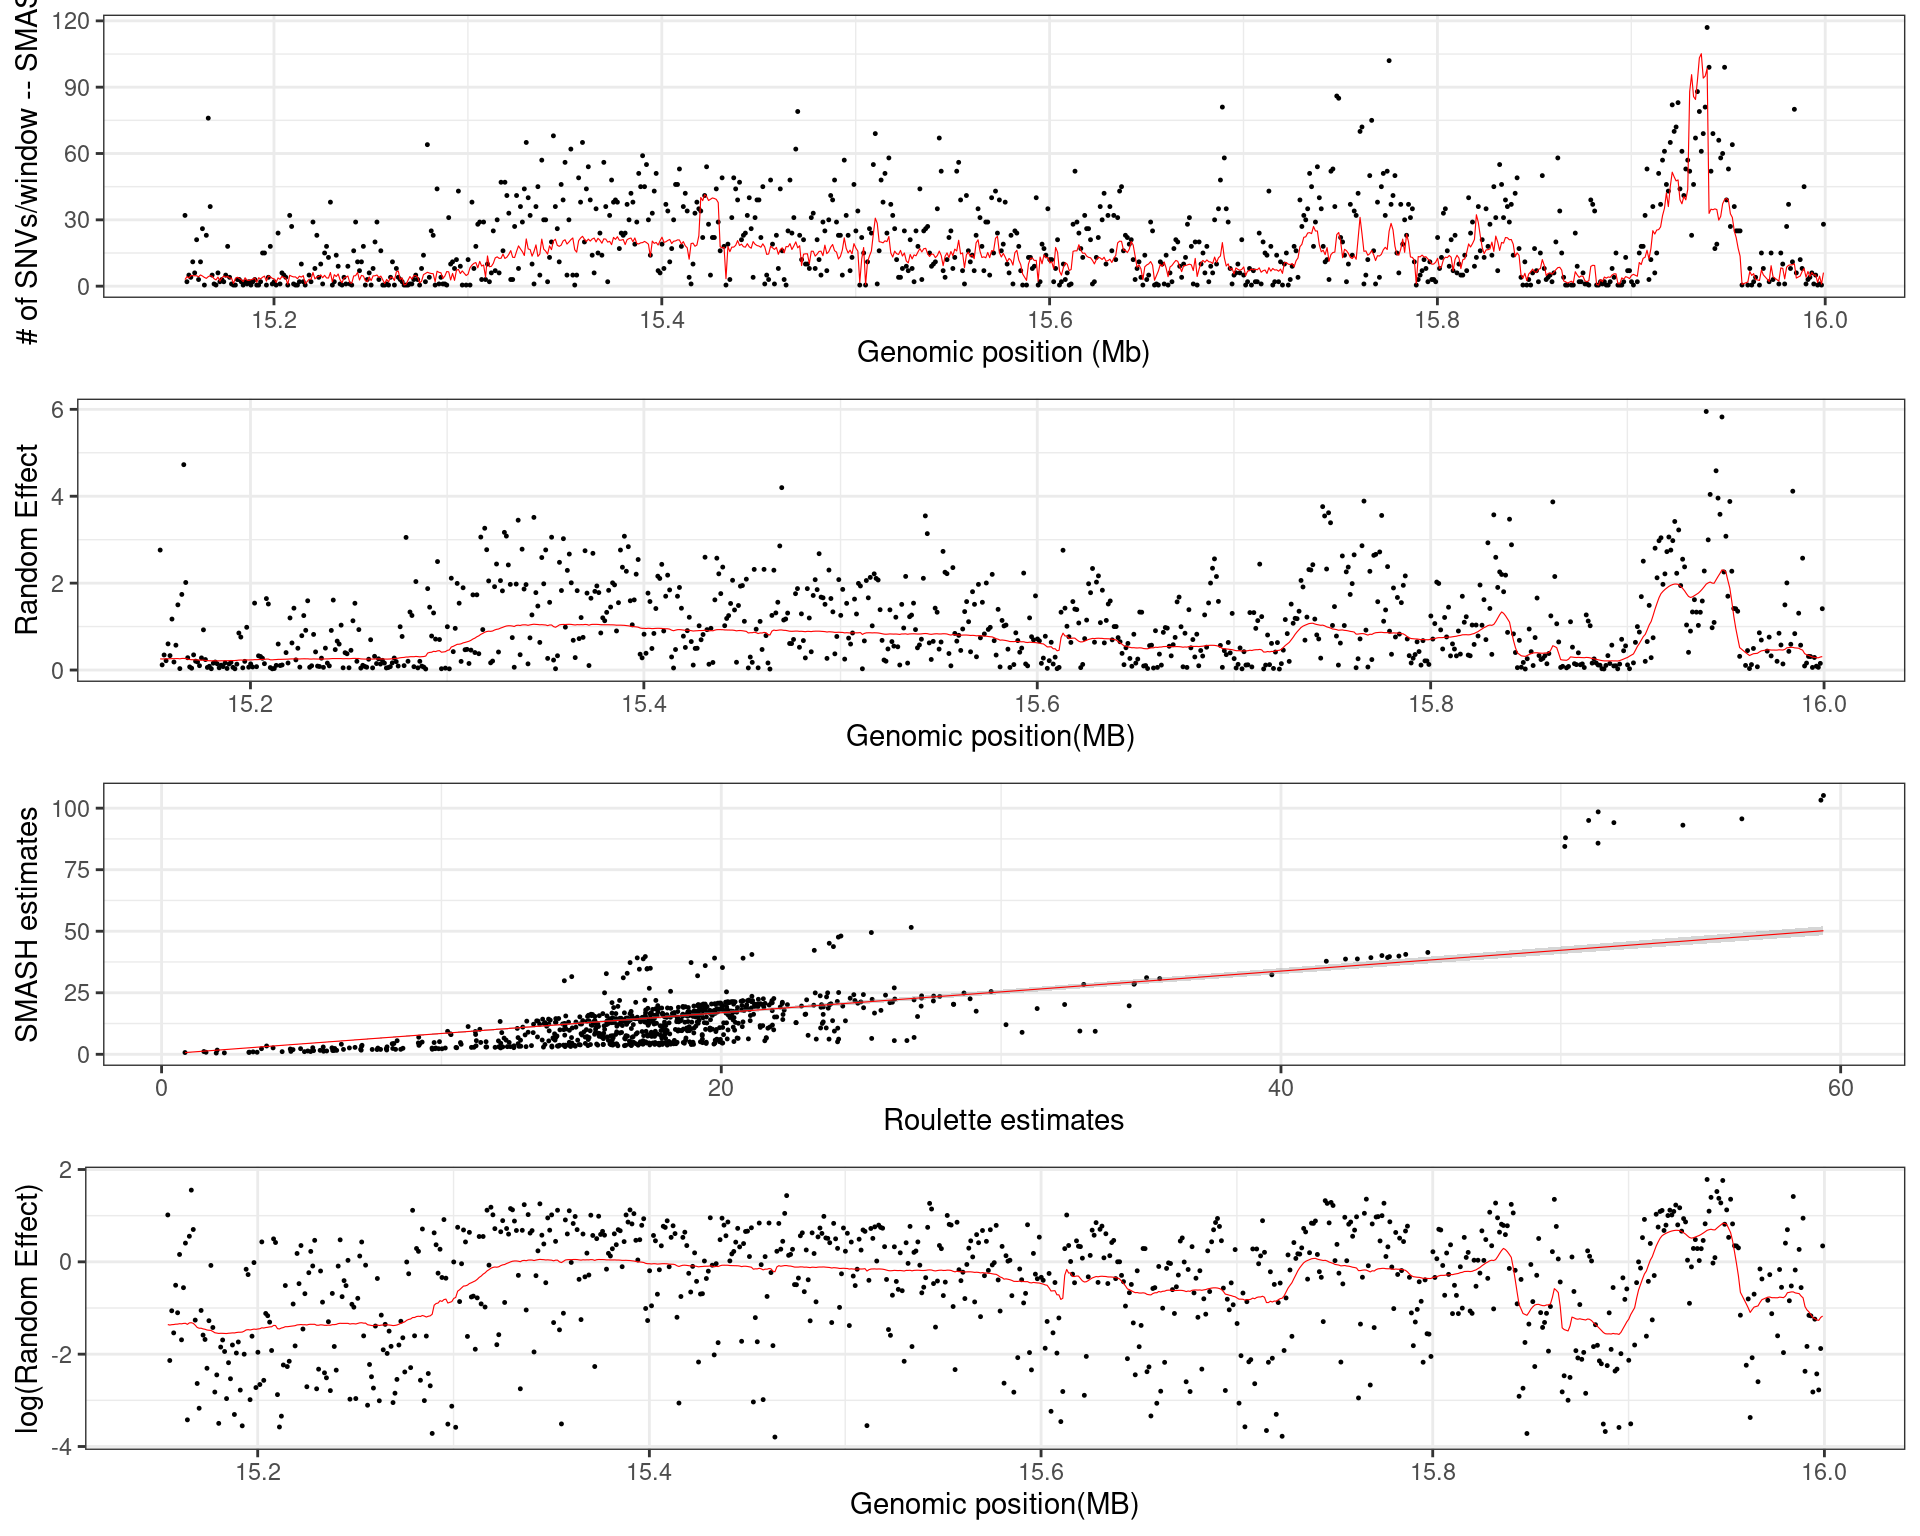 # of SNVs/window -- SMAS
120
90
60
30
0
15.2 15.4 15.6 15.8 16.0
Genomic position (Mb)
Random Effect
6
4
2
0
15.2 15.4 15.6 15.8 16.0
Genomic position(MB)
SMASH estimates
100
75
50
25
0
0 20 40 60
Roulette estimates
log(Random Effect)
2
0
-2
-4
15.2 15.4 15.6 15.8 16.0
Genomic position(MB)